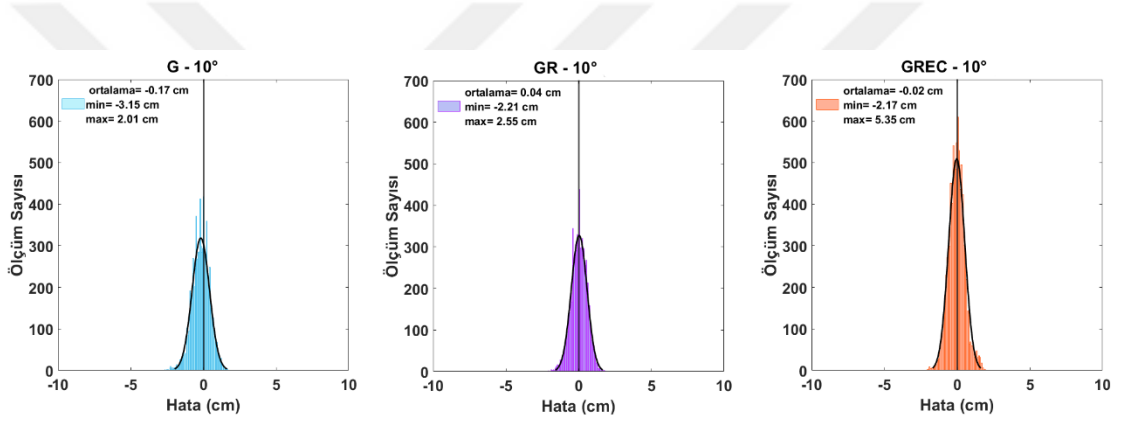 G - 10°
700
600
500
400
300
200
100
0
ortalama= -0.17 cm
min= -3.15 cm
max= 2.01 cm
Ölçüm Sayısı
-10
-5
0
5
10
Hata (cm)
GR - 10°
700
600
500
400
300
200
100
0
ortalama= 0.04 cm
min= -2.21 cm
max= 2.55 cm
Ölçüm Sayısı
-10
-5
0
5
10
Hata (cm)
GREC - 10°
700
600
500
400
300
200
100
0
ortalama= -0.02 cm
min= -2.17 cm
max= 5.35 cm
Ölçüm Sayısı
-10
-5
0
5
10
Hata (cm)